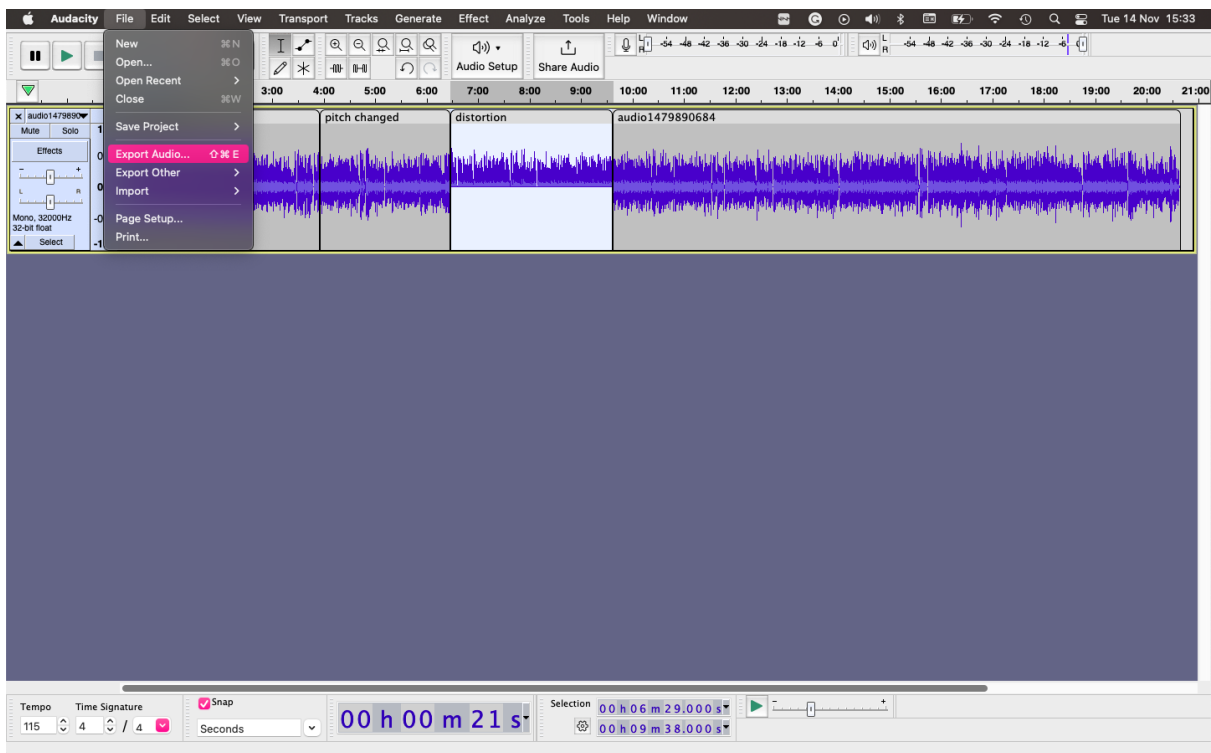 Audacity File Edit Select View Transport Tracks Generate Effect Analyze Tools Help Window Tue 14 Nov 15:33
New ⌘N
Open... ⌘O
Open Recent >
Close ⌘W
Save Project >
Export Audio... ⇧⌘E
Export Other >
Import >
Page Setup...
Print...
Audio Setup
Share Audio
L R -54 -48 -42 -36 -30 -24 -18 -12 -6 0
L R -54 -48 -42 -36 -30 -24 -18 -12 -6 0
3:00 4:00 5:00 6:00 7:00 8:00 9:00 10:00 11:00 12:00 13:00 14:00 15:00 16:00 17:00 18:00 19:00 20:00 21:00
audio1479890
Mute Solo
Effects
- +
L R
Mono, 32000Hz
32-bit float
Select
pitch changed
distortion
audio1479890684
Tempo
115
Time Signature
4 / 4
Snap
Seconds
00 h 00 m 21 s
Selection
00 h 06 m 29.000 s
00 h 09 m 38.000 s
- +